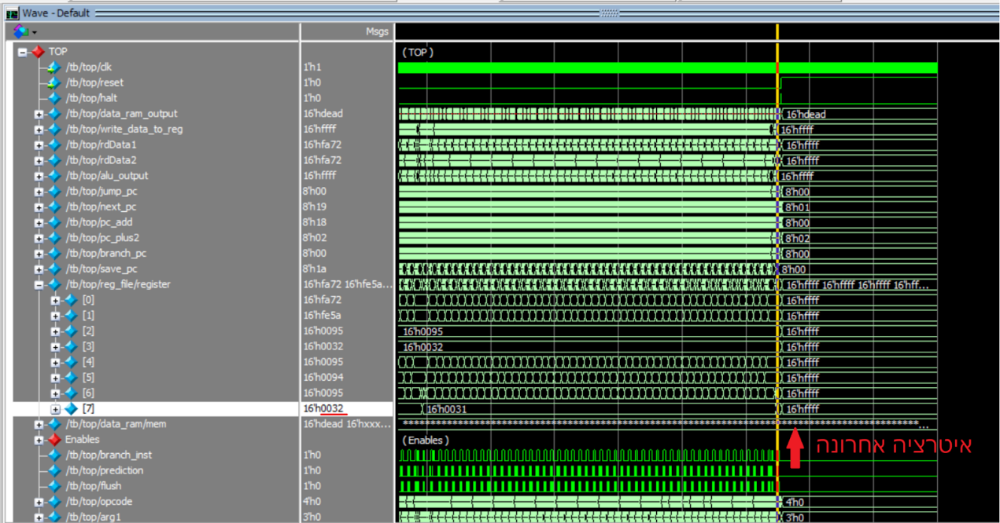 Wave - Default
Msgs
TOP (TOP)
/tb/top/clk 1'h1
/tb/top/reset 1'h0
/tb/top/halt 1'h0
/tb/top/data_ram_output 16'hdead 16'hdead
/tb/top/write_data_to_reg 16'hffff 16'hffff
/tb/top/rdData1 16'hfa72 16'hffff
/tb/top/rdData2 16'hfa72 16'hffff
/tb/top/alu_output 16'hffff 16'hffff
/tb/top/jump_pc 8'h00 8'h00
/tb/top/next_pc 8'h19 8'h01
/tb/top/pc_add 8'h18 8'h00
/tb/top/pc_plus2 8'h02 8'h02
/tb/top/branch_pc 8'h00 8'h00
/tb/top/save_pc 8'h1a 8'h00
/tb/top/reg_file/register 16'hfa72 16'hfe5a... 16'hffff 16'hffff 16'hffff 16'hff...
[0] 16'hfa72 16'hffff
[1] 16'hfe5a 16'hffff
[2] 16'h0095 16'h0095 16'hffff
[3] 16'h0032 16'h0032 16'hffff
[4] 16'h0095 16'hffff
[5] 16'h0094 16'hffff
[6] 16'h0095 16'hffff
[7] 16'h0032 16'h0031 16'hffff
/tb/top/data_ram/mem 16'hdead 16'hxxx... ...
Enables (Enables)
איטרציה אחרונה
/tb/top/branch_inst 1'h0
/tb/top/prediction 1'h0
/tb/top/flush 1'h0
/tb/top/opcode 4'h0 4'h0
/tb/top/arg1 3'h0 3'h0